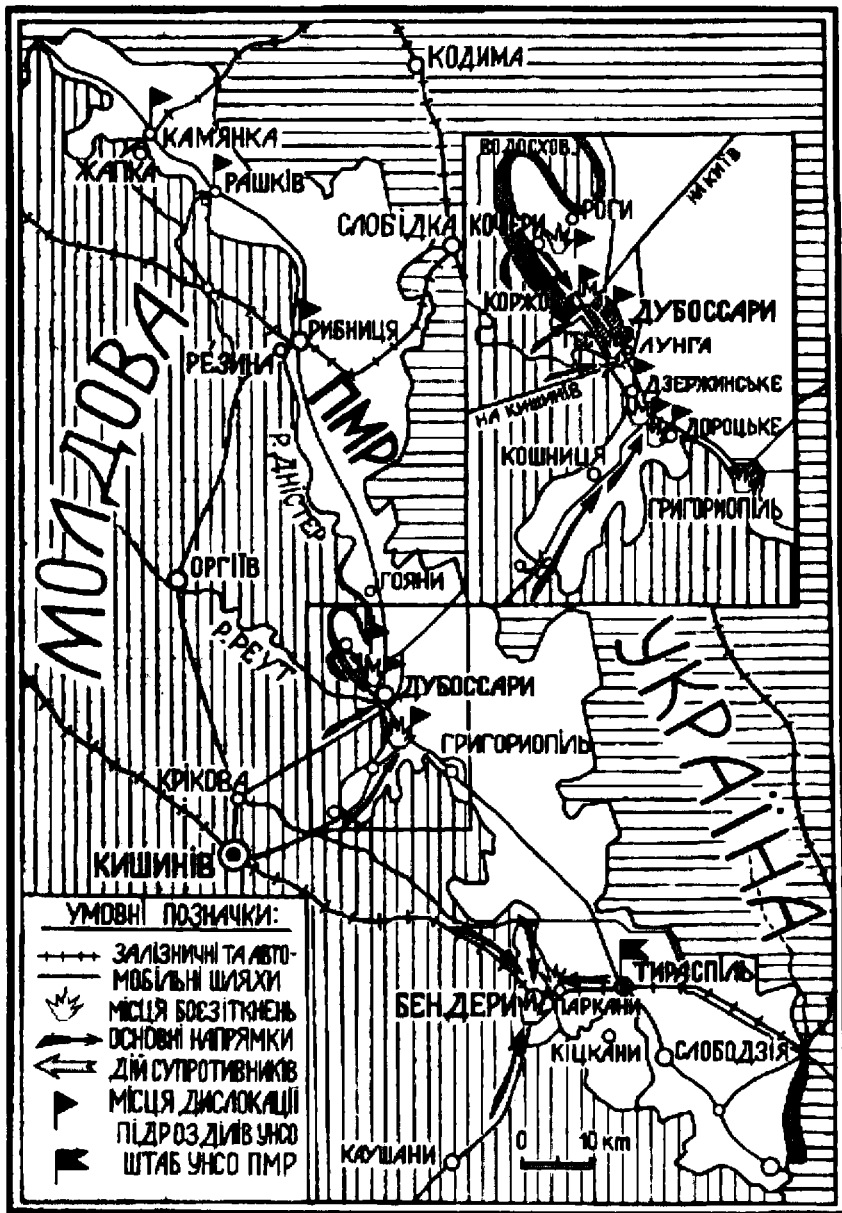 КОДИМА
КАМ'ЯНКА
ЖАПКА
РАШКІВ
СЛОБІДКА
РИБНИЦЯ
РЕЗИНА
МОЛДОВА
ПМР
Р. ДНІСТЕР
ОРГІЇВ
ГОЯНИ
Р. РЕУТ
ДУБОССАРИ
ГРИГОРИОПІЛЬ
КРІКОВА
КИШИНІВ
УКРАЇНА
ВОДОСХОВ.
НА КИЇВ
РОГИ
КОЧІЕРИ
КОРЖОВО
ДУБОССАРИ
ЛУНГА
ДЗЕРЖИНСЬКЕ
НА КИШИНІВ
ДОРОЦЬКЕ
КОШНИЦЯ
ГРИГОРИОПІЛЬ
ТИРАСПІЛЬ
БЕНДЕРИ
ПАРКАНИ
КІЦКАНИ
СЛОБОДЗІЯ
КАУШАНИ
0 10 км
УМОВНІ ПОЗНАЧКИ:
ЗАЛІЗНИЧНІ ТА АВТО-
МОБІЛЬНІ ШЛЯХИ
МІСЦЯ БОЄЗІТКНЕНЬ
ОСНОВНІ НАПРЯМКИ
ДІЙ СУПРОТИВНИКІВ
МІСЦЯ ДИСЛОКАЦІЇ
ПІДРОЗДІЛІВ УНСО
ШТАБ УНСО ПМР